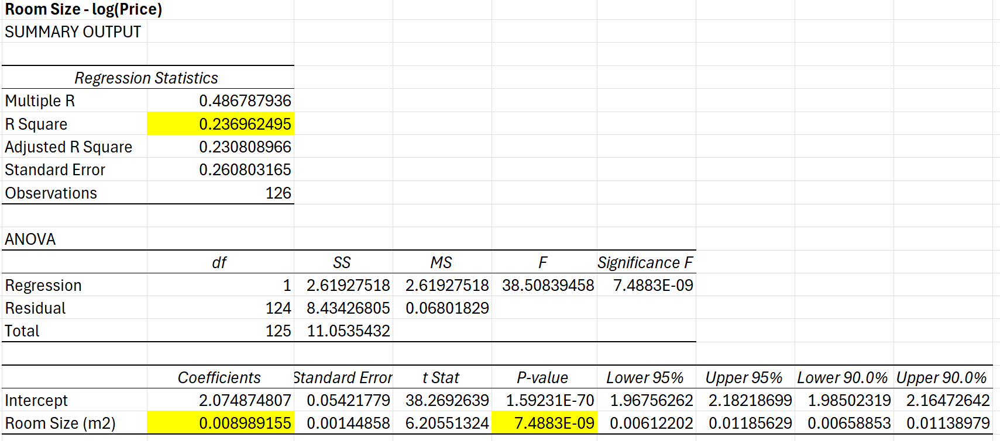 Room Size - log(Price)
SUMMARY OUTPUT
Regression Statistics
Multiple R 0.486787936
R Square 0.236962495
Adjusted R Square 0.230808966
Standard Error 0.260803165
Observations 126
ANOVA
df SS MS F Significance F
Regression 1 2.61927518 2.61927518 38.50839458 7.4883E-09
Residual 124 8.43426805 0.06801829
Total 125 11.0535432
Coefficients Standard Error t Stat P-value Lower 95% Upper 95% Lower 90.0% Upper 90.0%
Intercept 2.074874807 0.05421779 38.2692639 1.59231E-70 1.96756262 2.18218699 1.98502319 2.16472642
Room Size (m2) 0.008989155 0.00144858 6.20551324 7.4883E-09 0.00612202 0.01185629 0.00658853 0.01138979